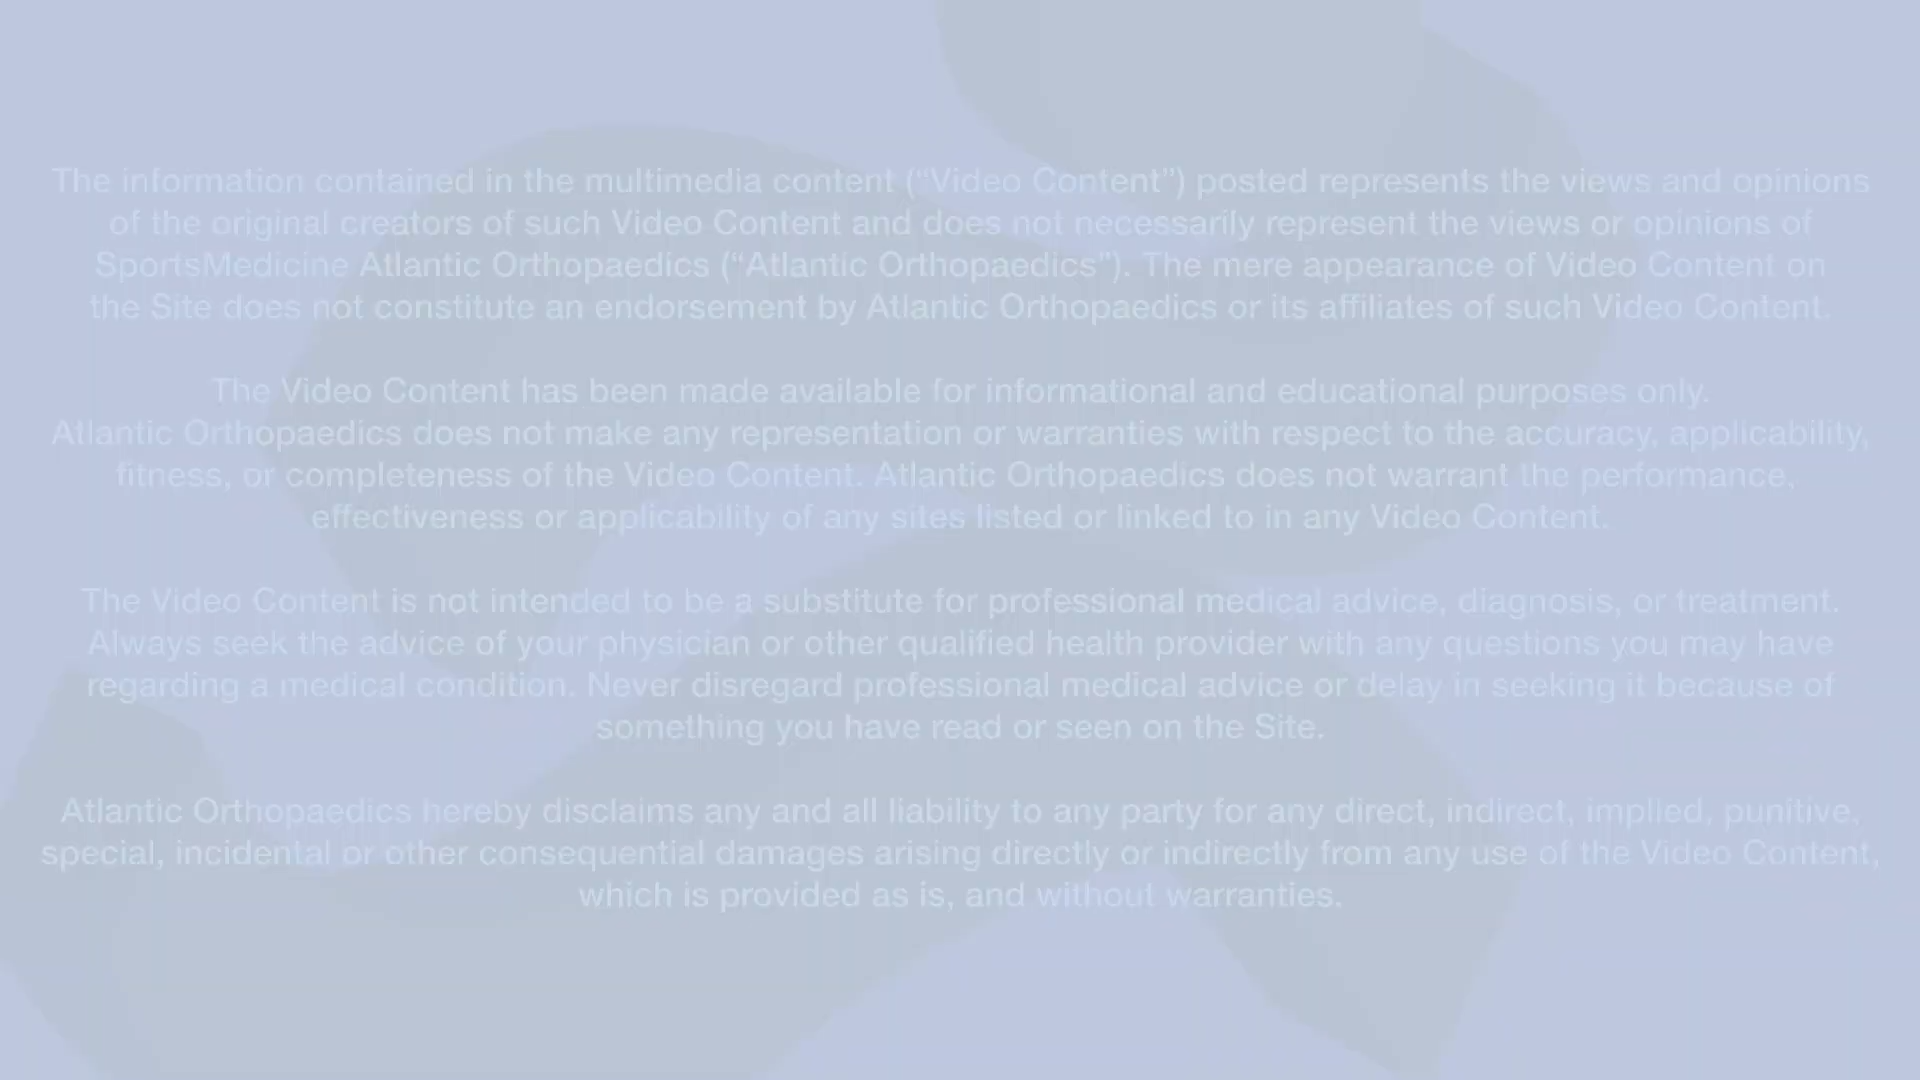 The information contained in the multimedia content (“Video Content”) posted represents the views and opinions
of the original creators of such Video Content and does not necessarily represent the views or opinions of
SportsMedicine Atlantic Orthopaedics (“Atlantic Orthopaedics”). The mere appearance of Video Content on
the Site does not constitute an endorsement by Atlantic Orthopaedics or its affiliates of such Video Content.
The Video Content has been made available for informational and educational purposes only.
Atlantic Orthopaedics does not make any representation or warranties with respect to the accuracy, applicability,
fitness, or completeness of the Video Content. Atlantic Orthopaedics does not warrant the performance,
effectiveness or applicability of any sites listed or linked to in any Video Content.
The Video Content is not intended to be a substitute for professional medical advice, diagnosis, or treatment.
Always seek the advice of your physician or other qualified health provider with any questions you may have
regarding a medical condition. Never disregard professional medical advice or delay in seeking it because of
something you have read or seen on the Site.
Atlantic Orthopaedics hereby disclaims any and all liability to any party for any direct, indirect, implied, punitive,
special, incidental or other consequential damages arising directly or indirectly from any use of the Video Content,
which is provided as is, and without warranties.